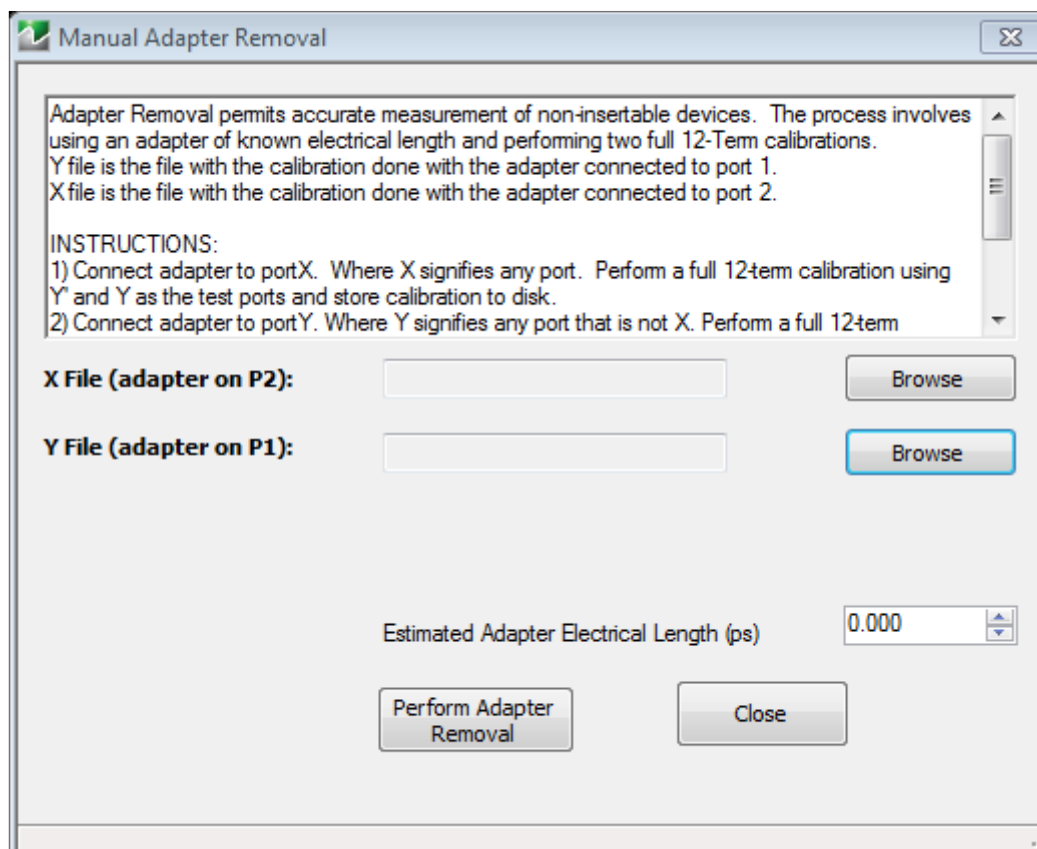 Manual Adapter Removal
Adapter Removal permits accurate measurement of non-insertable devices.  The process involves
using an adapter of known electrical length and performing two full 12-Term calibrations.
Y file is the file with the calibration done with the adapter connected to port 1.
X file is the file with the calibration done with the adapter connected to port 2.
INSTRUCTIONS:
1) Connect adapter to portX.  Where X signifies any port.  Perform a full 12-term calibration using
Y' and Y as the test ports and store calibration to disk.
2) Connect adapter to portY. Where Y signifies any port that is not X. Perform a full 12-term
X File (adapter on P2):
Browse
Y File (adapter on P1):
Browse
Estimated Adapter Electrical Length (ps)
0.000
Perform Adapter
Removal
Close